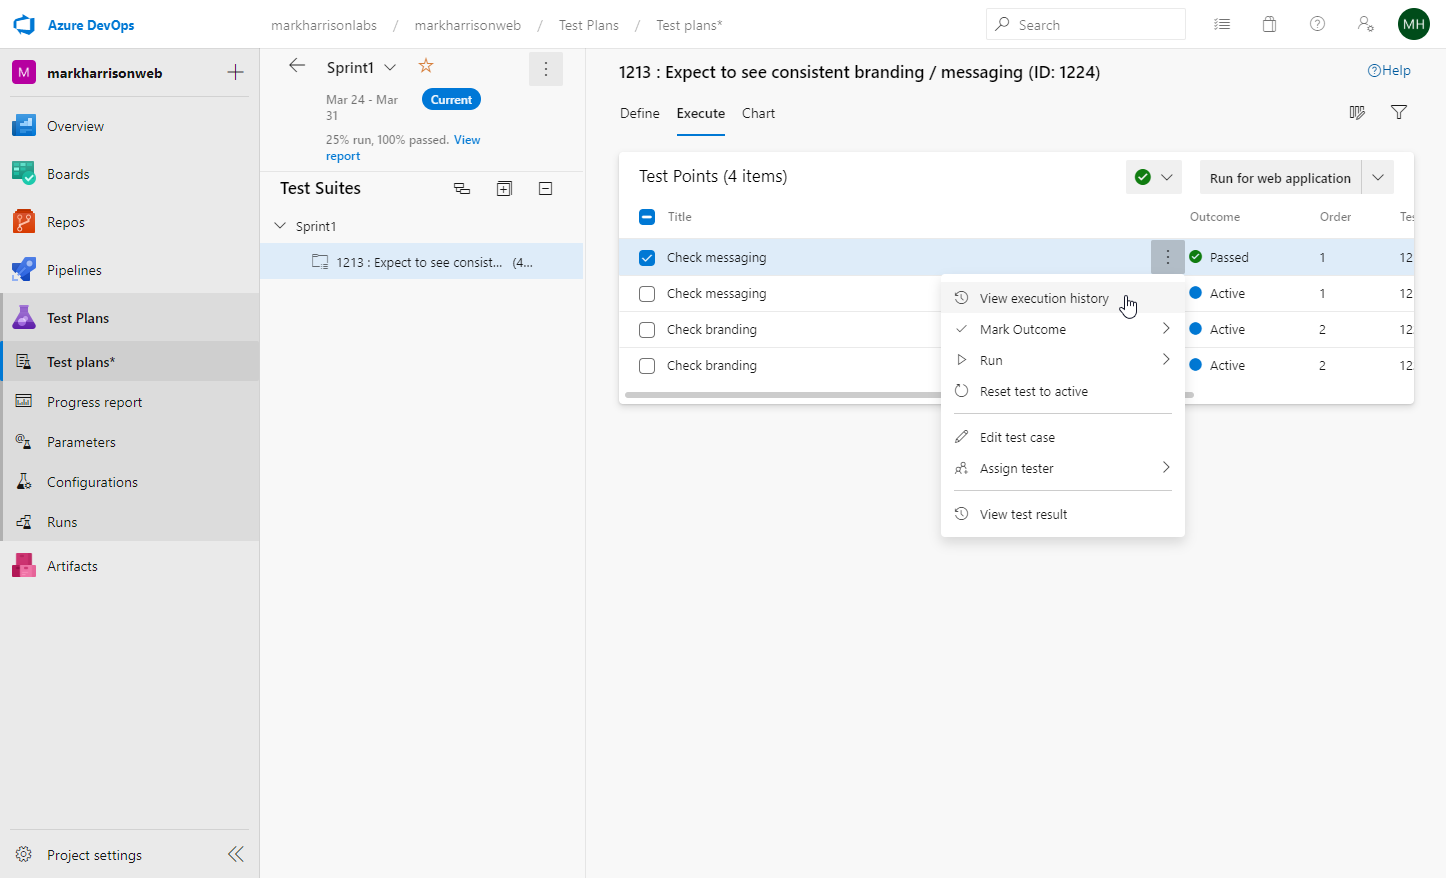 Azure DevOps
markharrisonlabs / markharrisonweb / Test Plans / Test plans*
Search
MH
M markharrisonweb
Overview
Boards
Repos
Pipelines
Test Plans
Test plans*
Progress report
Parameters
Configurations
Runs
Artifacts
Project settings
Sprint1
Mar 24 - Mar
31
Current
25% run, 100% passed. View
report
Test Suites
Sprint1
1213 : Expect to see consist... (4...
1213 : Expect to see consistent branding / messaging (ID: 1224)
Help
Define Execute Chart
Test Points (4 items)
Run for web application
Title Outcome Order Tes
Check messaging Passed 1 12
Check messaging Active 1 12
Check branding Active 2 12
Check branding Active 2 12
View execution history
Mark Outcome
Run
Reset test to active
Edit test case
Assign tester
View test result